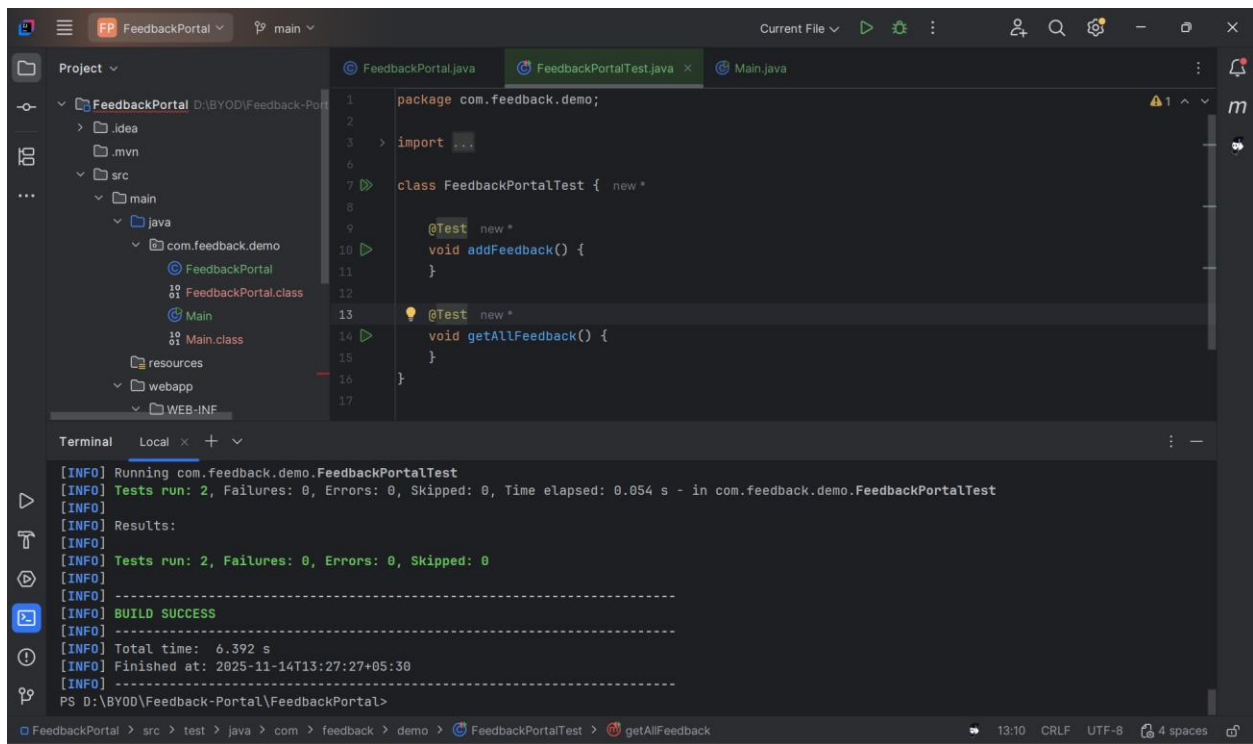 FP FeedbackPortal main Current File
Project
FeedbackPortal D:\BYOD\Feedback-Port
.idea
.mvn
src
main
java
com.feedback.demo
FeedbackPortal
FeedbackPortal.class
Main
Main.class
resources
webapp
WEB-INF
FeedbackPortal.java FeedbackPortalTest.java Main.java
1 package com.feedback.demo;
2
3 import ...
6
7 class FeedbackPortalTest { new *
8
9 @Test new *
10 void addFeedback() {
11 }
12
13 @Test new *
14 void getAllFeedback() {
15 }
16 }
17
1
m
Terminal Local
[INFO] Running com.feedback.demo.FeedbackPortalTest
[INFO] Tests run: 2, Failures: 0, Errors: 0, Skipped: 0, Time elapsed: 0.054 s - in com.feedback.demo.FeedbackPortalTest
[INFO]
[INFO] Results:
[INFO]
[INFO] Tests run: 2, Failures: 0, Errors: 0, Skipped: 0
[INFO]
[INFO] ------------------------------------------------------------------------
[INFO] BUILD SUCCESS
[INFO] ------------------------------------------------------------------------
[INFO] Total time: 6.392 s
[INFO] Finished at: 2025-11-14T13:27:27+05:30
[INFO] ------------------------------------------------------------------------
PS D:\BYOD\Feedback-Portal\FeedbackPortal>
FeedbackPortal > src > test > java > com > feedback > demo > FeedbackPortalTest > getAllFeedback 13:10 CRLF UTF-8 4 spaces